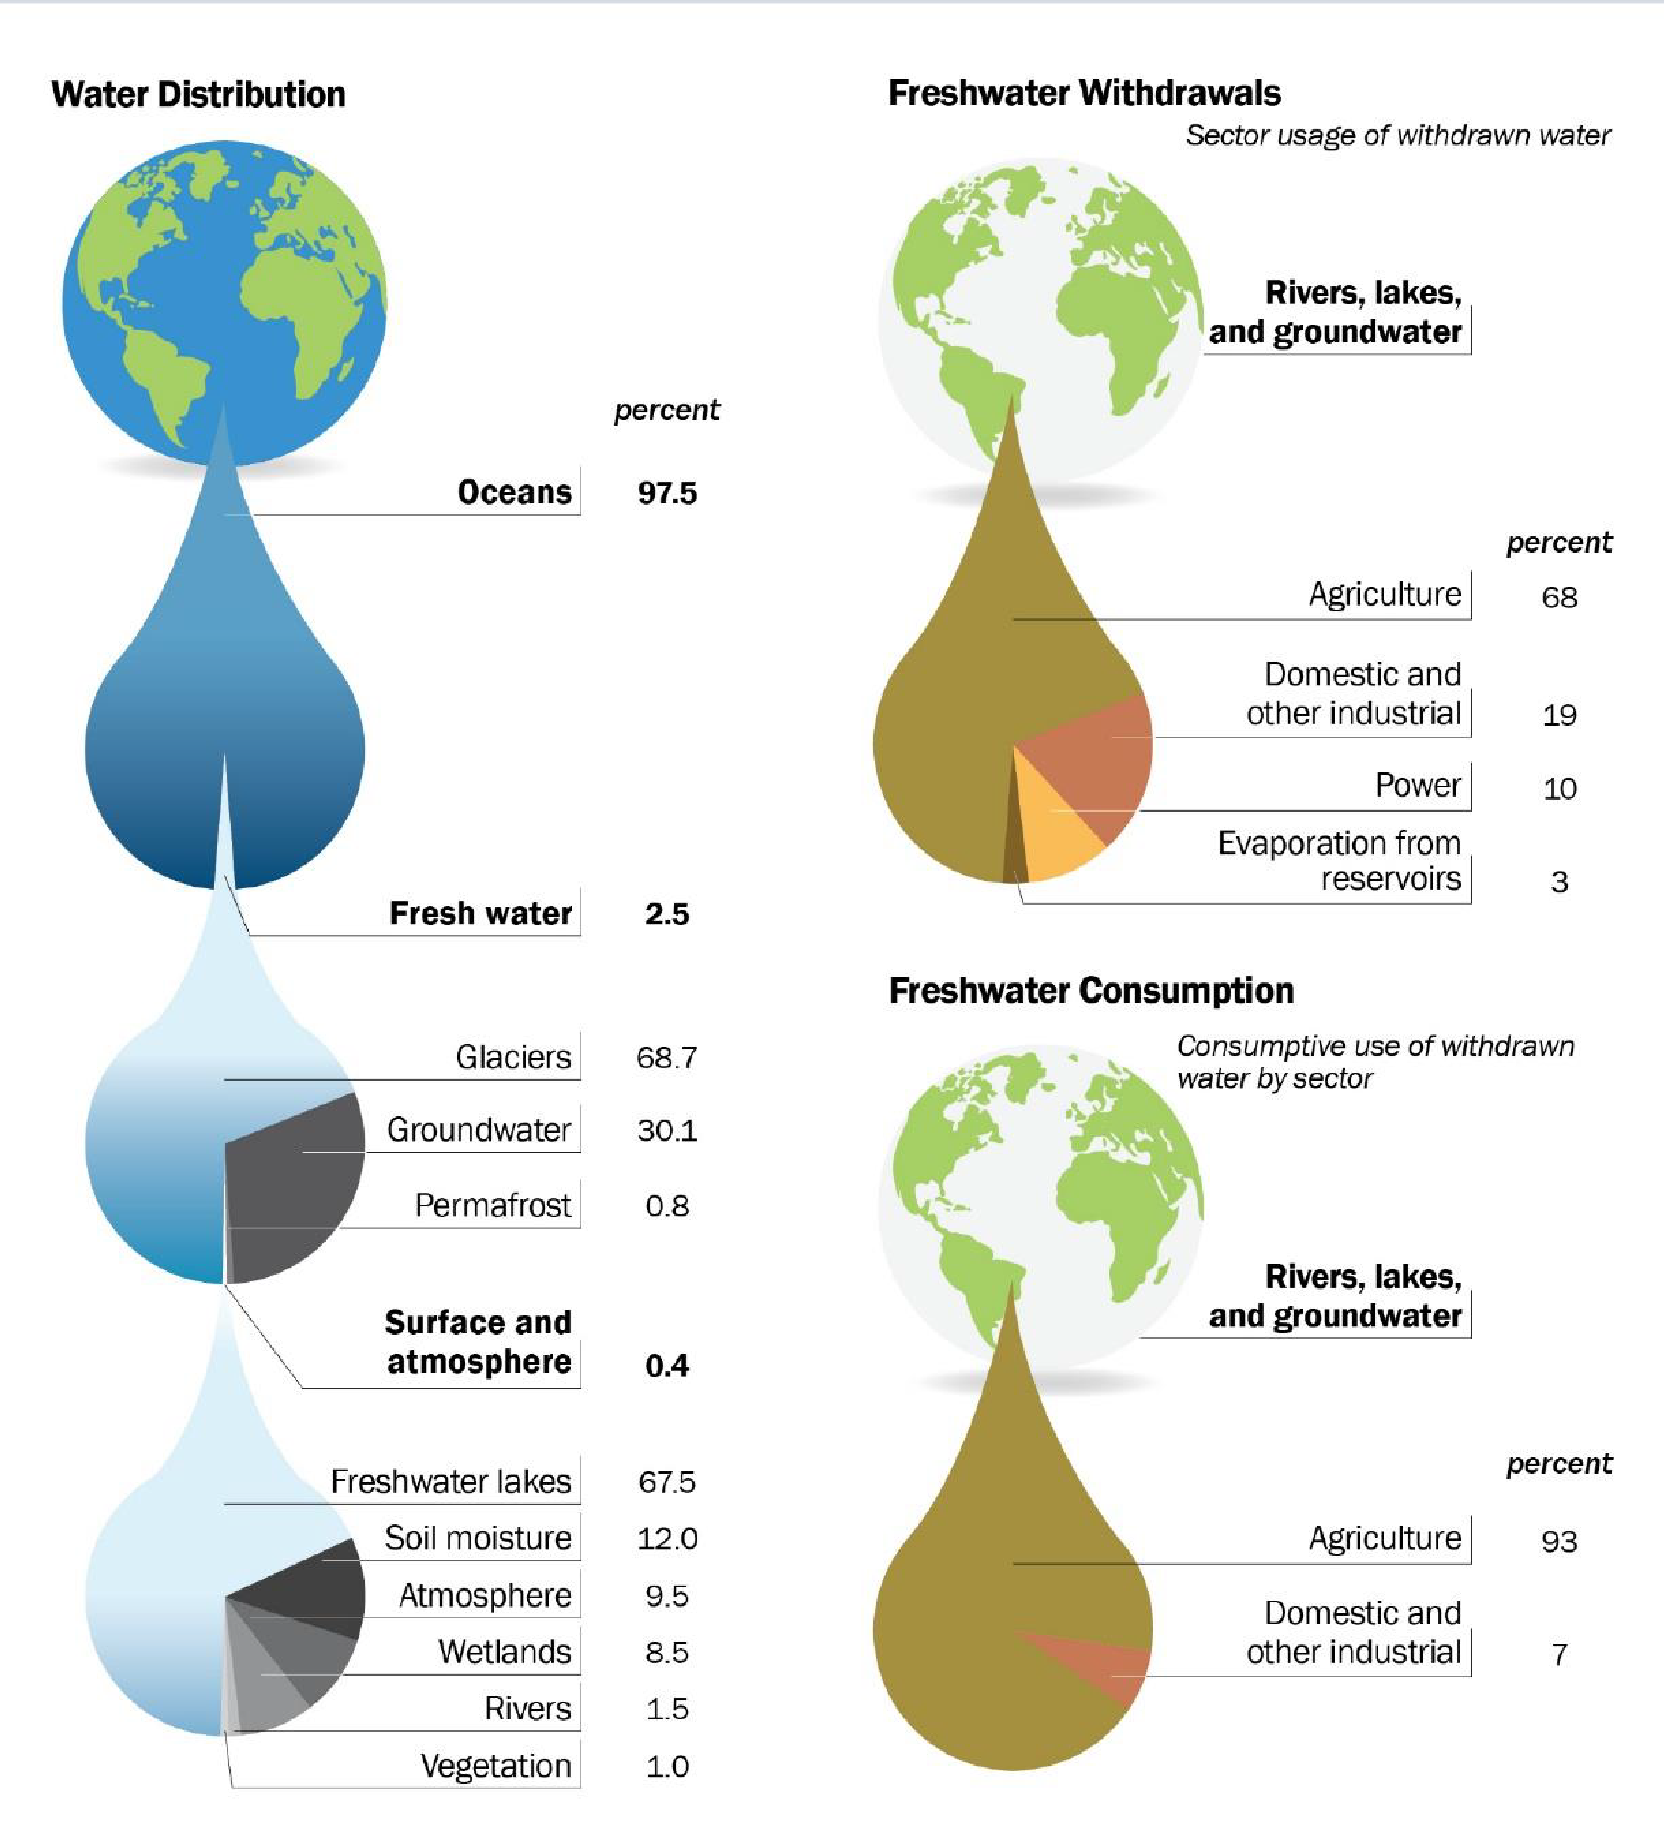 Water Distribution
percent
Oceans 97.5
Fresh water 2.5
Glaciers 68.7
Groundwater 30.1
Permafrost 0.8
Surface and
atmosphere 0.4
Freshwater lakes 67.5
Soil moisture 12.0
Atmosphere 9.5
Wetlands 8.5
Rivers 1.5
Vegetation 1.0
Freshwater Withdrawals
Sector usage of withdrawn water
Rivers, lakes,
and groundwater
percent
Agriculture 68
Domestic and
other industrial 19
Power 10
Evaporation from
reservoirs 3
Freshwater Consumption
Consumptive use of withdrawn
water by sector
Rivers, lakes,
and groundwater
percent
Agriculture 93
Domestic and
other industrial 7